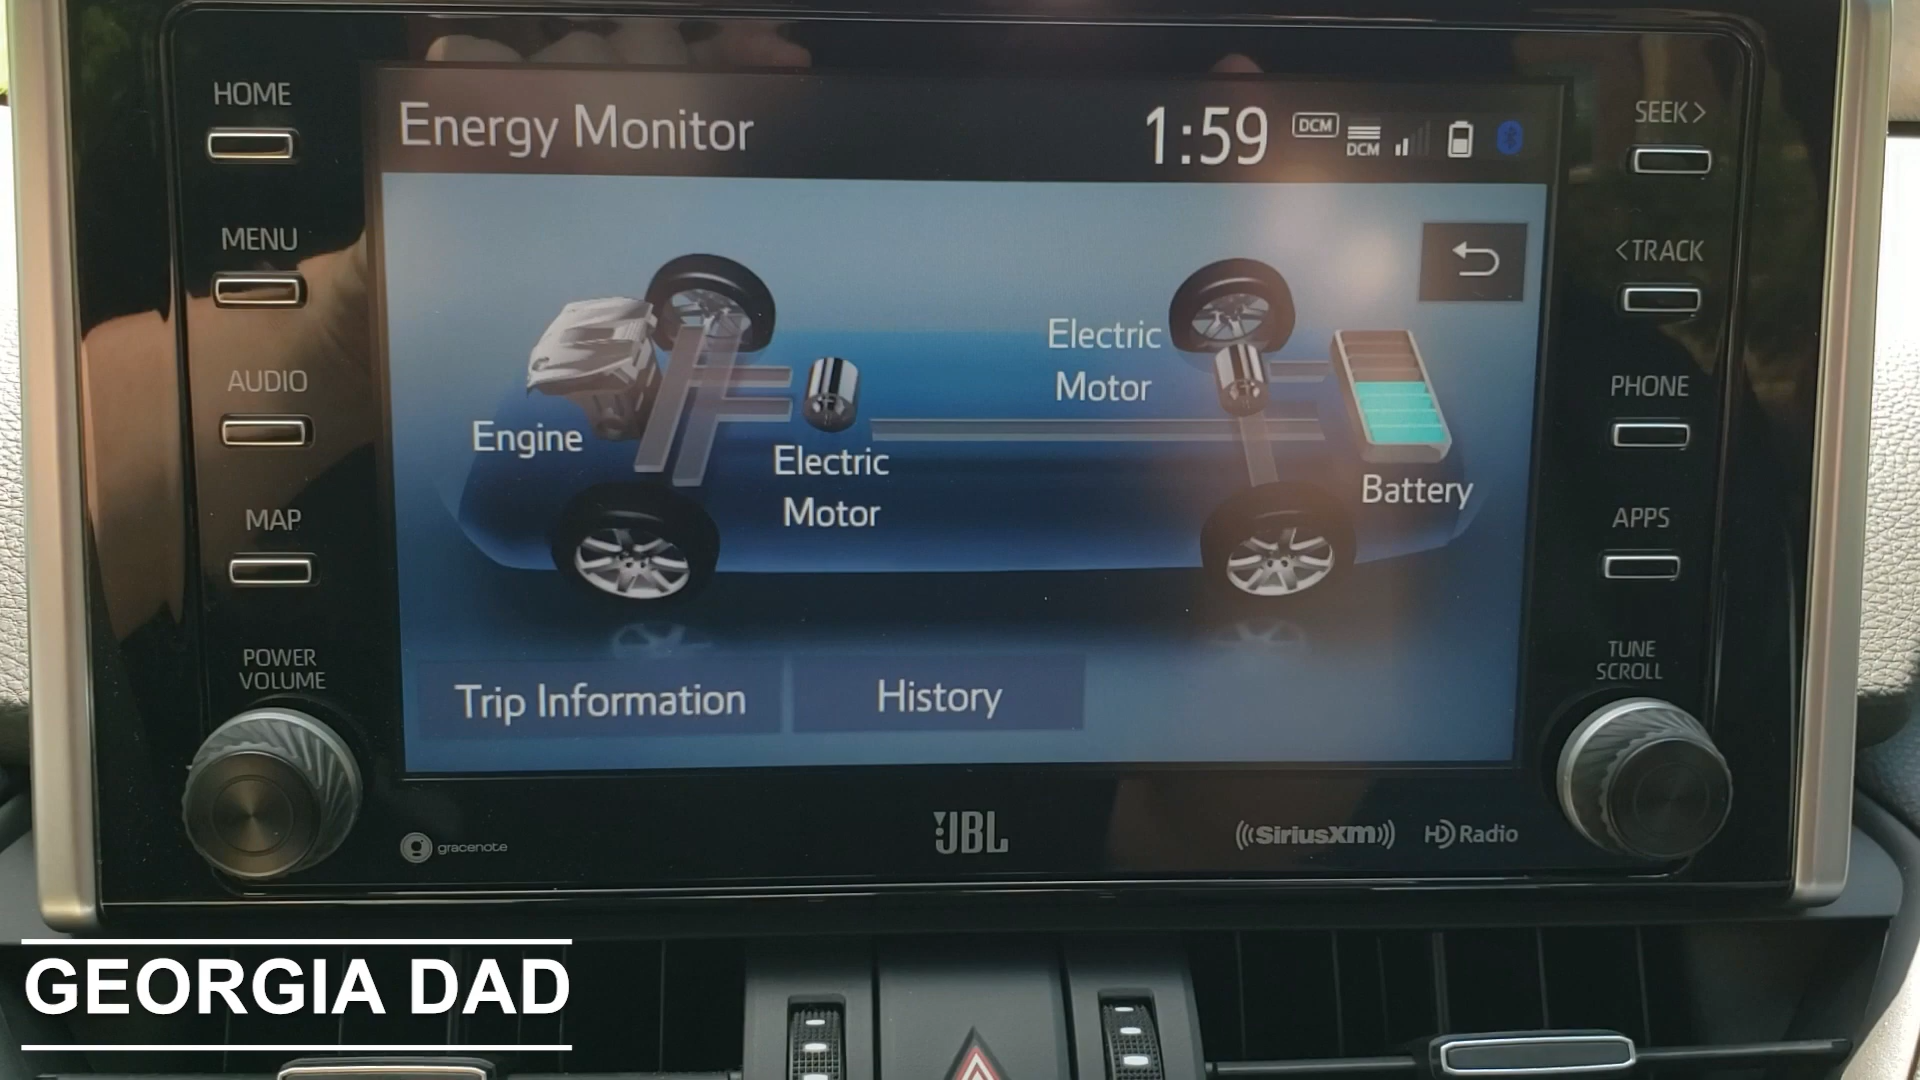 HOME
MENU
AUDIO
MAP
POWER
VOLUME
Energy Monitor
1:59
DCM
DCM
Engine
Electric
Motor
Electric
Motor
Battery
Trip Information
History
SEEK>
<TRACK
PHONE
APPS
TUNE
SCROLL
gracenote
JBL
((SiriusXM))
HD Radio
GEORGIA DAD